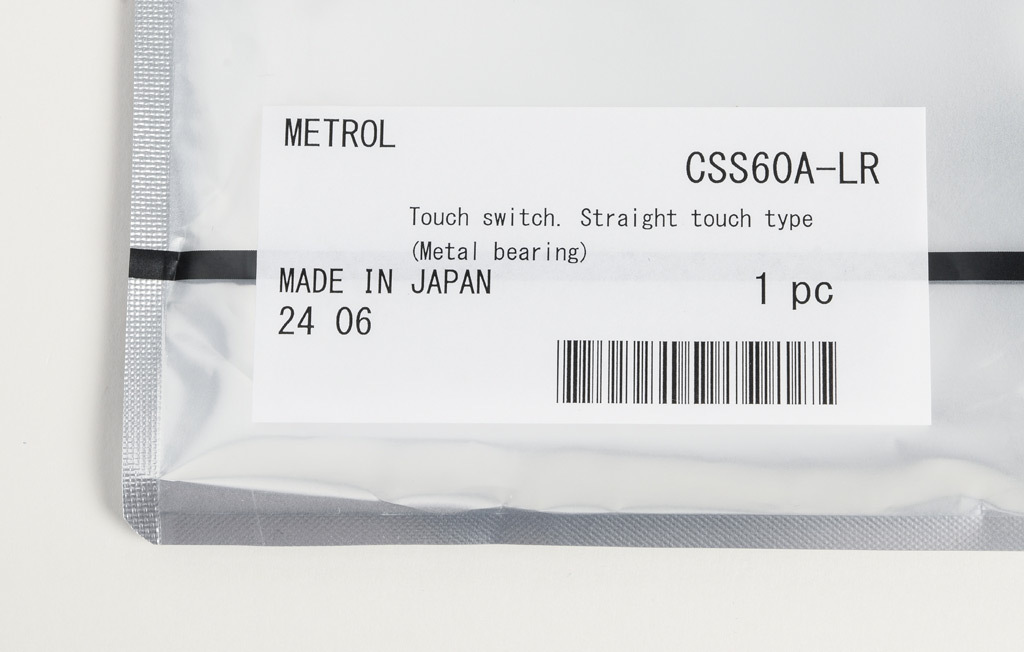 METROL
CSS60A-LR
Touch switch. Straight touch type
(Metal bearing)
MADE IN JAPAN
1 pc
24 06